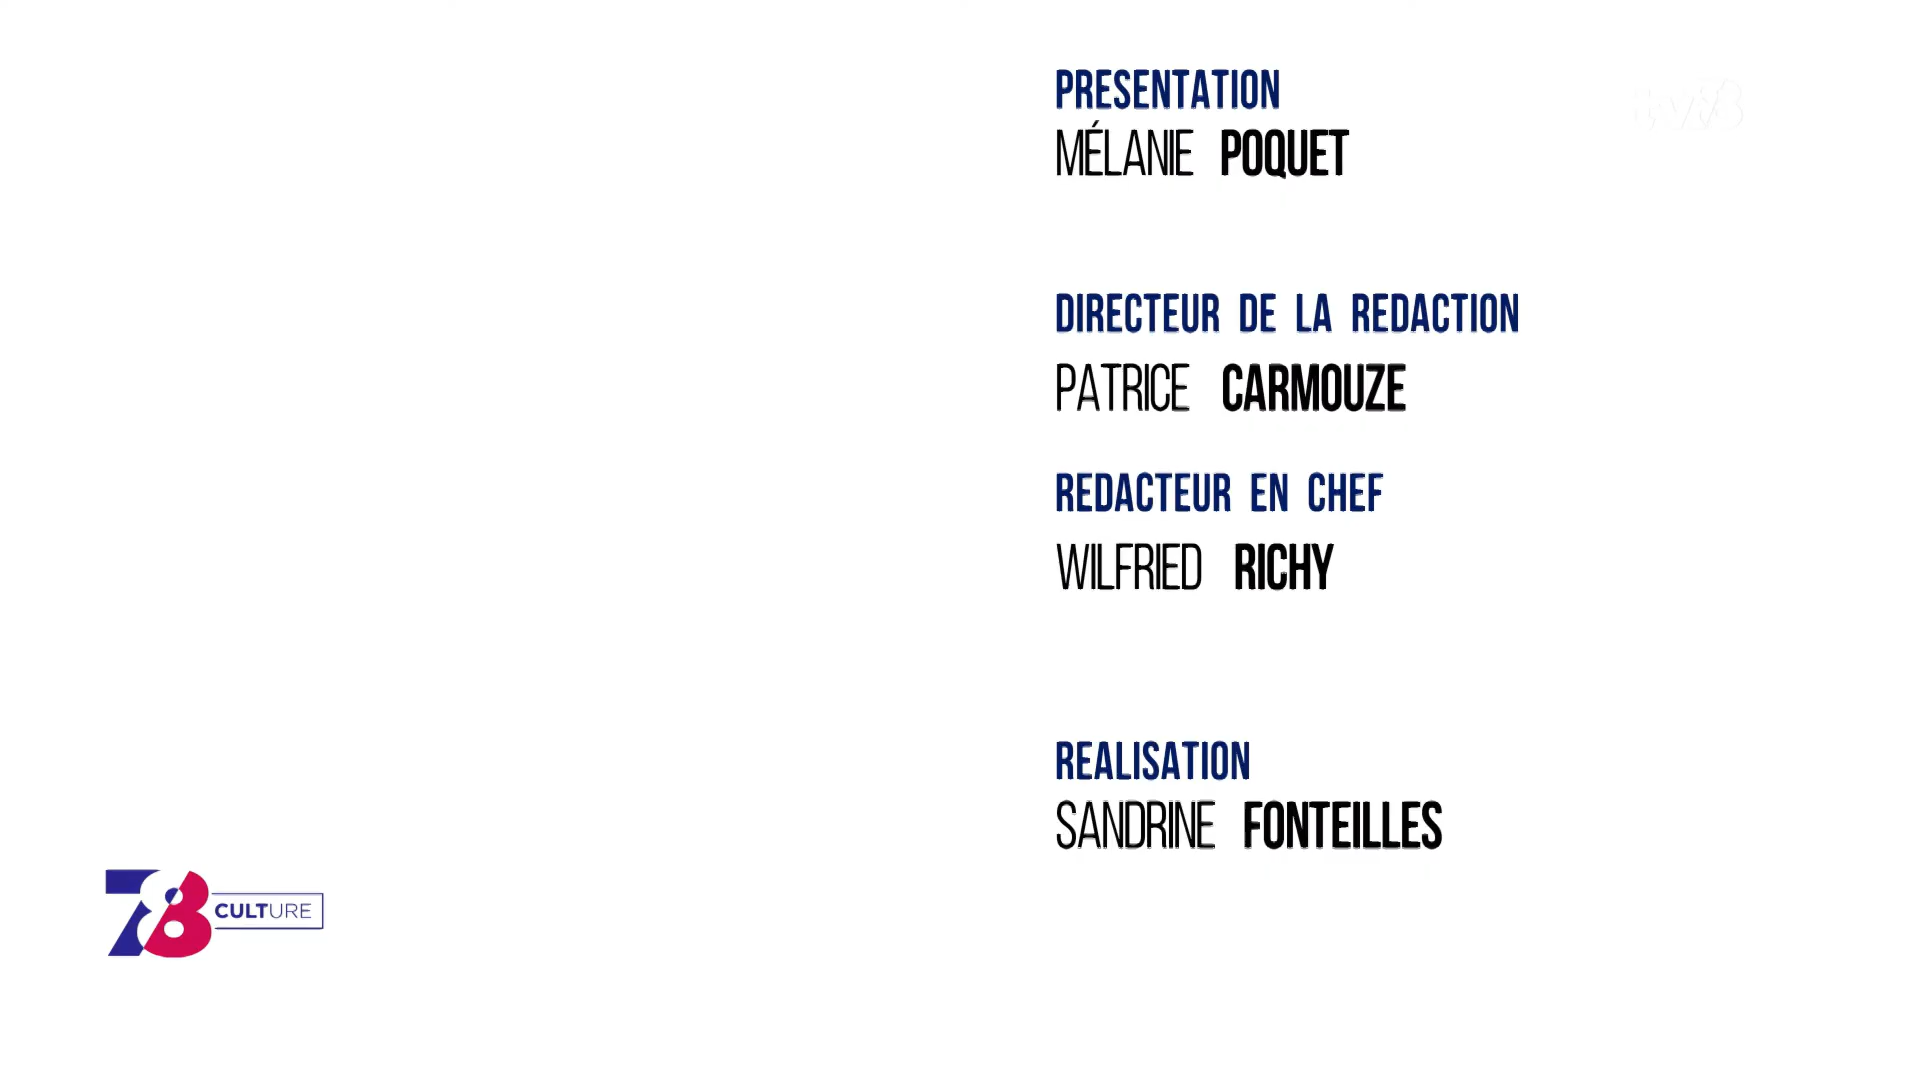 PRESENTATION
MÉLANIE POQUET
DIRECTEUR DE LA REDACTION
PATRICE CARMOUZE
REDACTEUR EN CHEF
WILFRIED RICHY
REALISATION
SANDRINE FONTEILLES
78 CULTURE